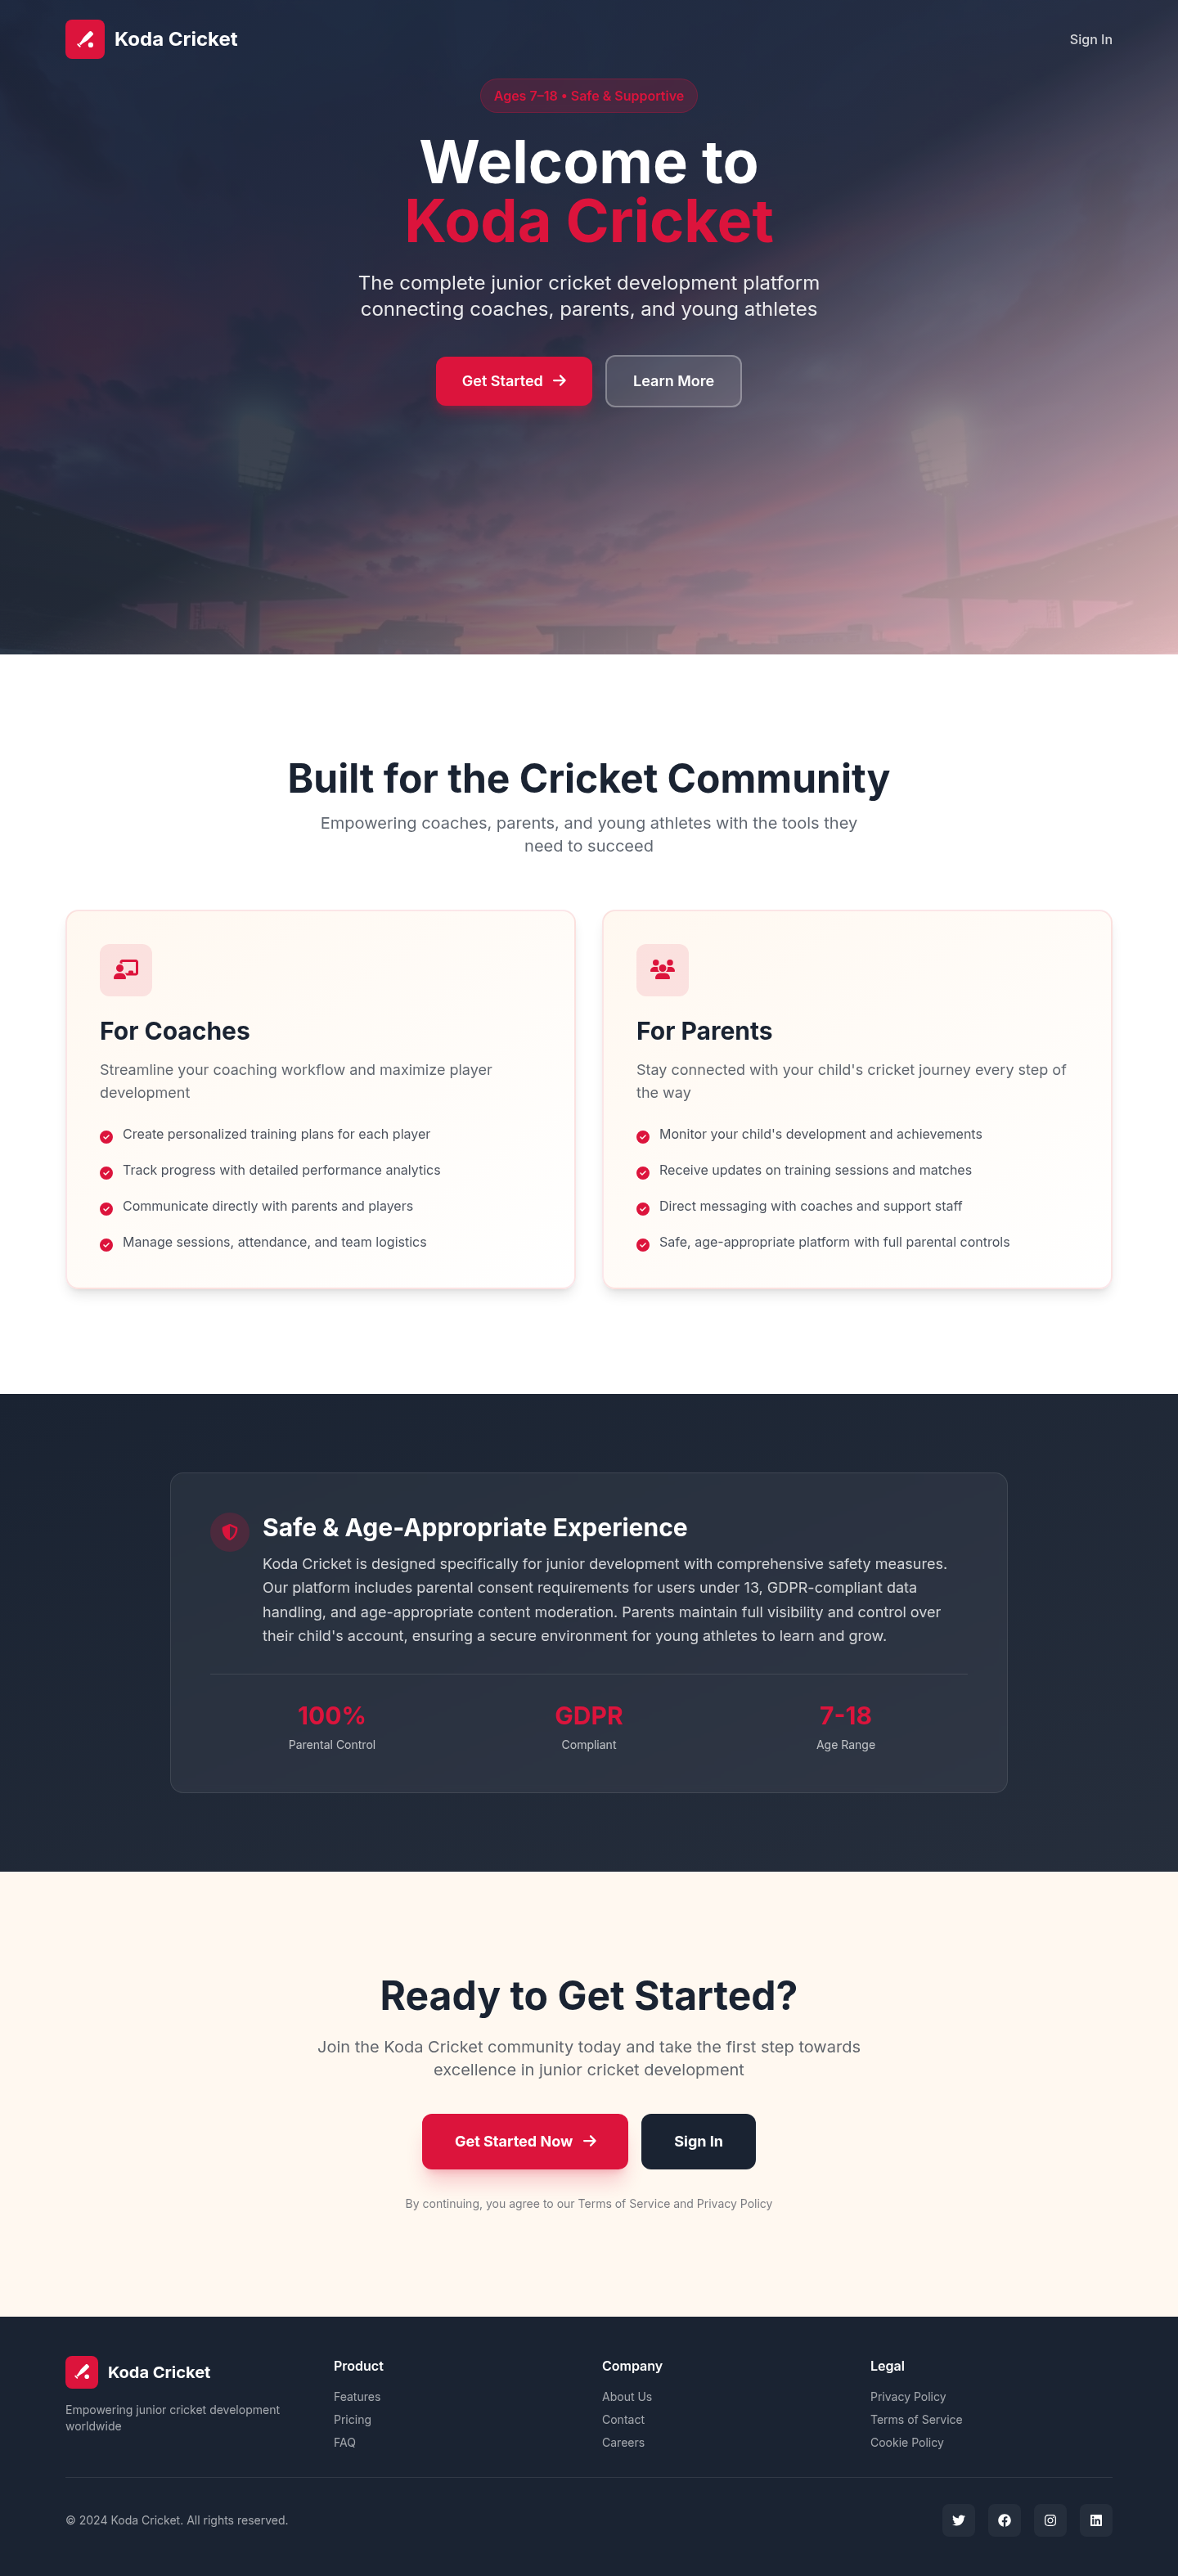 Koda Cricket
Sign In
Ages 7–18 • Safe & Supportive
Welcome to
Koda Cricket
The complete junior cricket development platform
connecting coaches, parents, and young athletes
Get Started
Learn More
Built for the Cricket Community
Empowering coaches, parents, and young athletes with the tools they
need to succeed
For Coaches
Streamline your coaching workflow and maximize player
development
Create personalized training plans for each player
Track progress with detailed performance analytics
Communicate directly with parents and players
Manage sessions, attendance, and team logistics
For Parents
Stay connected with your child's cricket journey every step of
the way
Monitor your child's development and achievements
Receive updates on training sessions and matches
Direct messaging with coaches and support staff
Safe, age-appropriate platform with full parental controls
Safe & Age-Appropriate Experience
Koda Cricket is designed specifically for junior development with comprehensive safety measures.
Our platform includes parental consent requirements for users under 13, GDPR-compliant data
handling, and age-appropriate content moderation. Parents maintain full visibility and control over
their child's account, ensuring a secure environment for young athletes to learn and grow.
100%
Parental Control
GDPR
Compliant
7-18
Age Range
Ready to Get Started?
Join the Koda Cricket community today and take the first step towards
excellence in junior cricket development
Get Started Now
Sign In
By continuing, you agree to our Terms of Service and Privacy Policy
Koda Cricket
Empowering junior cricket development
worldwide
Product
Features
Pricing
FAQ
Company
About Us
Contact
Careers
Legal
Privacy Policy
Terms of Service
Cookie Policy
© 2024 Koda Cricket. All rights reserved.